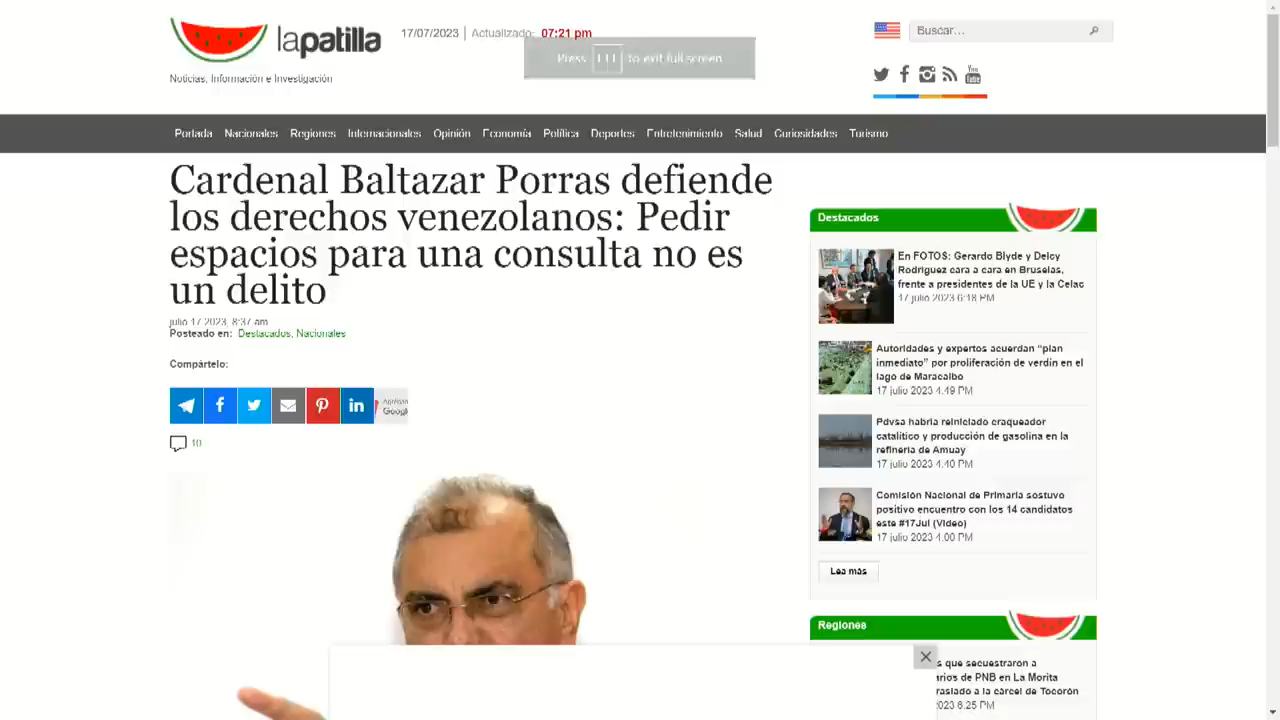 lapatilla
Noticias, Información e Investigación
17/07/2023 | Actualizado: 07:21 pm
Press to exit full screen
Buscar...
You
Tube
Portada Nacionales Regiones Internacionales Opinión Economía Política Deportes Entretenimiento Salud Curiosidades Turismo
Cardenal Baltazar Porras defiende
los derechos venezolanos: Pedir
espacios para una consulta no es
un delito
julio 17 2023, 8:37 am
Posteado en: Destacados, Nacionales
Compártelo:
Google
10
Destacados
En FOTOS: Gerardo Blyde y Delcy
Rodríguez cara a cara en Bruselas,
frente a presidentes de la UE y la Celac
17 julio 2023 6:18 PM
Autoridades y expertos acuerdan “plan
inmediato” por proliferación de verdín en el
lago de Maracaibo
17 julio 2023 4:49 PM
Pdvsa habría reiniciado craqueador
catalítico y producción de gasolina en la
refinería de Amuay
17 julio 2023 4:40 PM
Comisión Nacional de Primaria sostuvo
positivo encuentro con los 14 candidatos
este #17Jul (Video)
17 julio 2023 4:00 PM
Lea más
Regiones
s que secuestraron a
arios de PNB en La Morita
raslado a la cárcel de Tocorón
023 6:25 PM